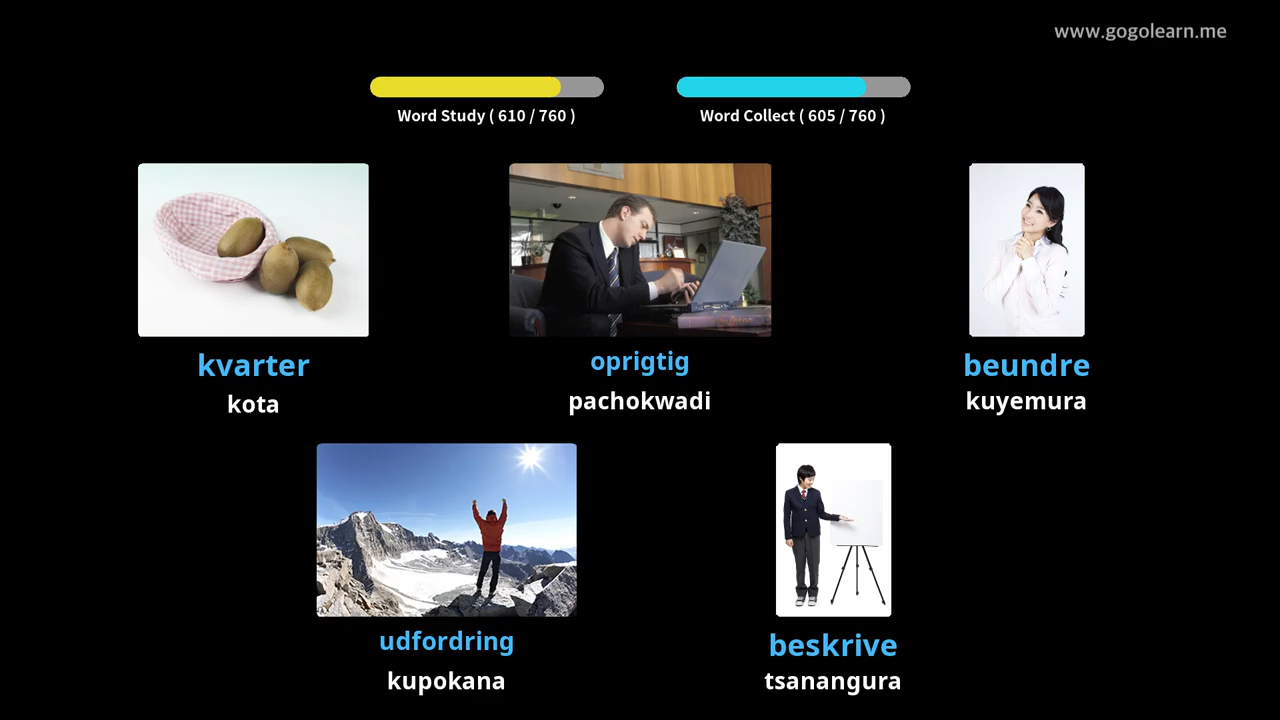 www.gogolearn.me
Word Study ( 610 / 760 )
Word Collect ( 605 / 760 )
kvarter
kota
oprigtig
pachokwadi
beundre
kuyemura
udfordring
kupokana
beskrive
tsanangura